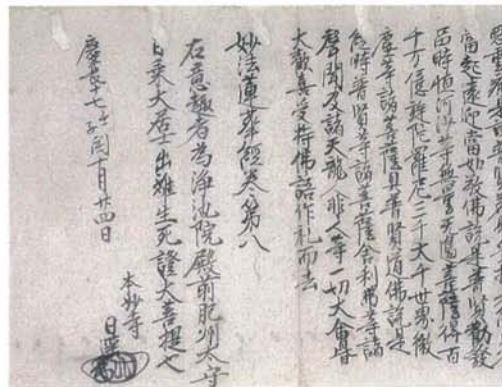 當起遠迎當如敬佛說是普賢勸發
品時恒河沙等無量无邊菩薩得百
千万億旋陀羅尼三千大千世界微
塵等諸菩薩具普賢道佛說是
經時普賢等諸菩薩舍利弗等諸
聲聞及諸天龍人非人等一切大會皆
大歡喜受持佛語作礼而去
妙法蓮華經卷第八
右意趣者為浄池院殿前肥州太守
日乗大居士出離生死證大菩提也
慶長十七壬子閏十月廿四日
本妙寺
日遥